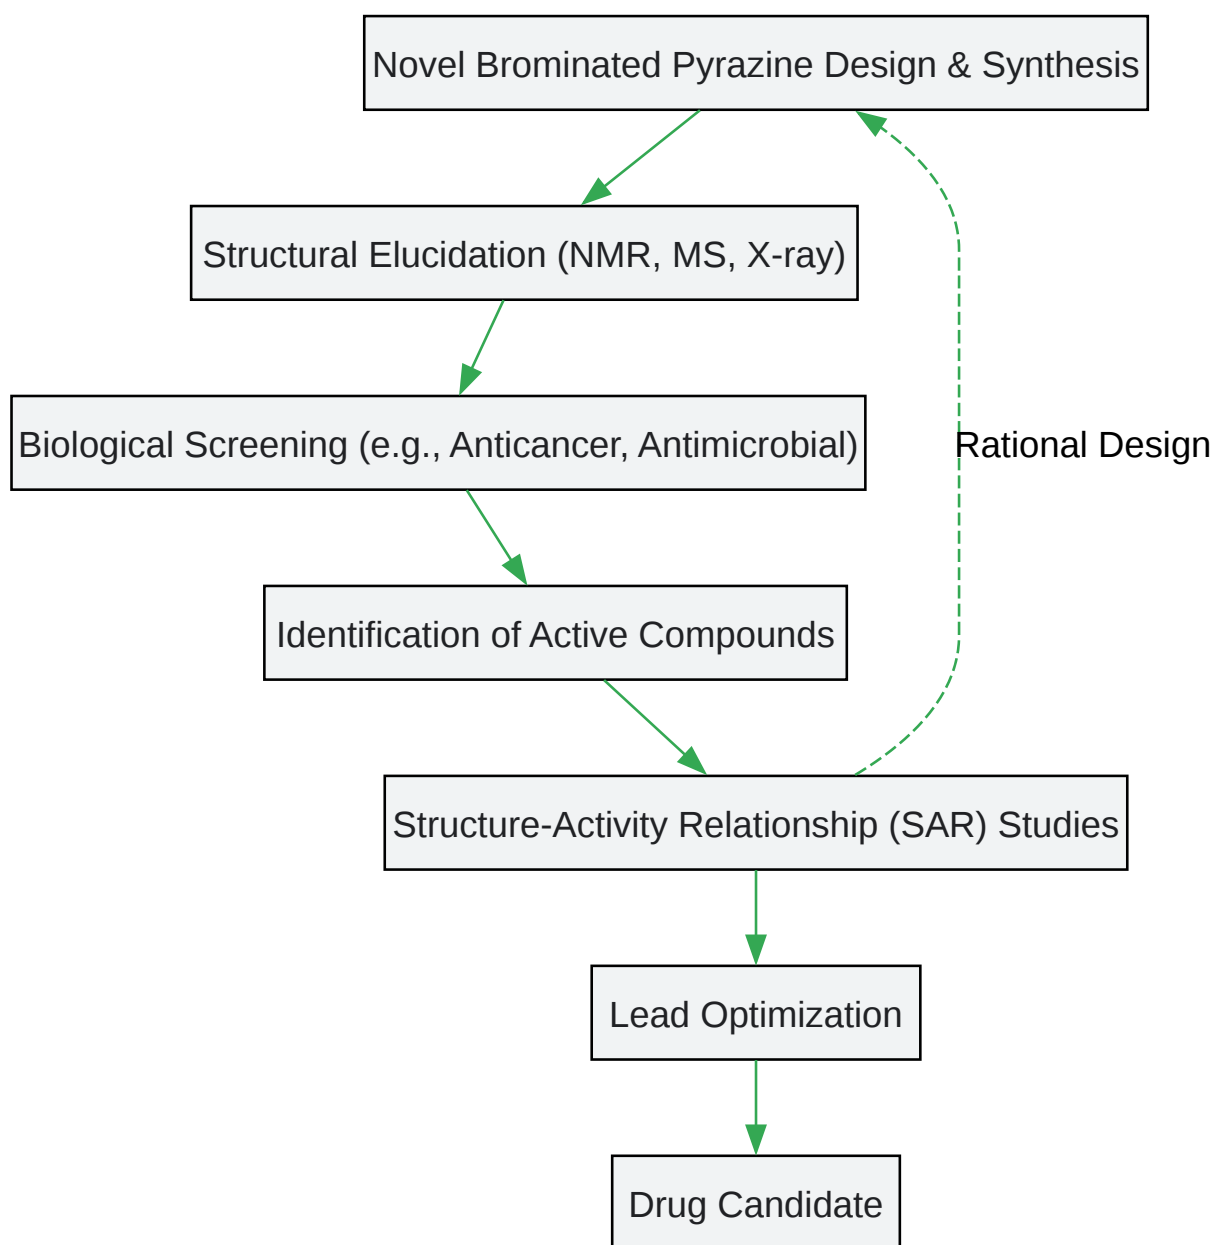 Novel Brominated Pyrazine Design & Synthesis
Structural Elucidation (NMR, MS, X-ray)
Biological Screening (e.g., Anticancer, Antimicrobial)
Rational Design
Identification of Active Compounds
Structure-Activity Relationship (SAR) Studies
Lead Optimization
Drug Candidate